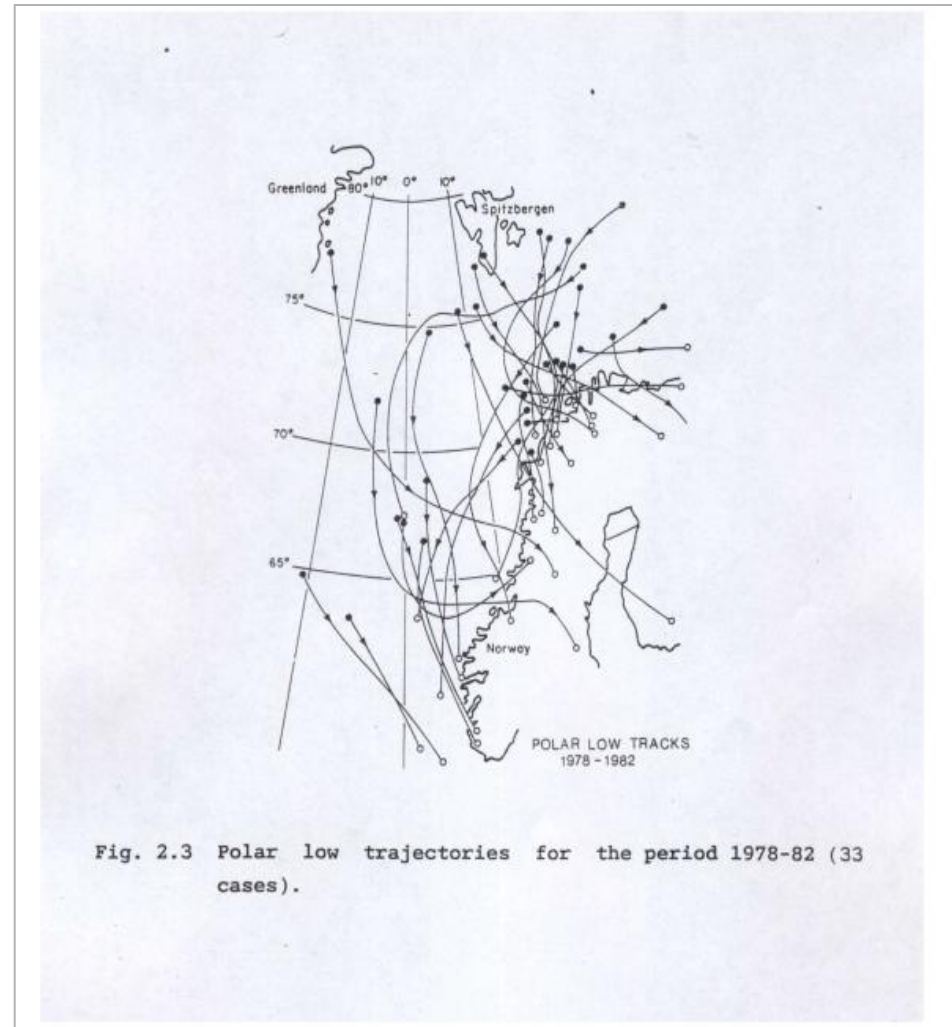 Greenland 80° 10° 0° 10°
Spitzbergen
75°
70°
65°
Norway
POLAR LOW TRACKS
1978-1982
Fig. 2.3 Polar low trajectories for the period 1978-82 (33
cases).